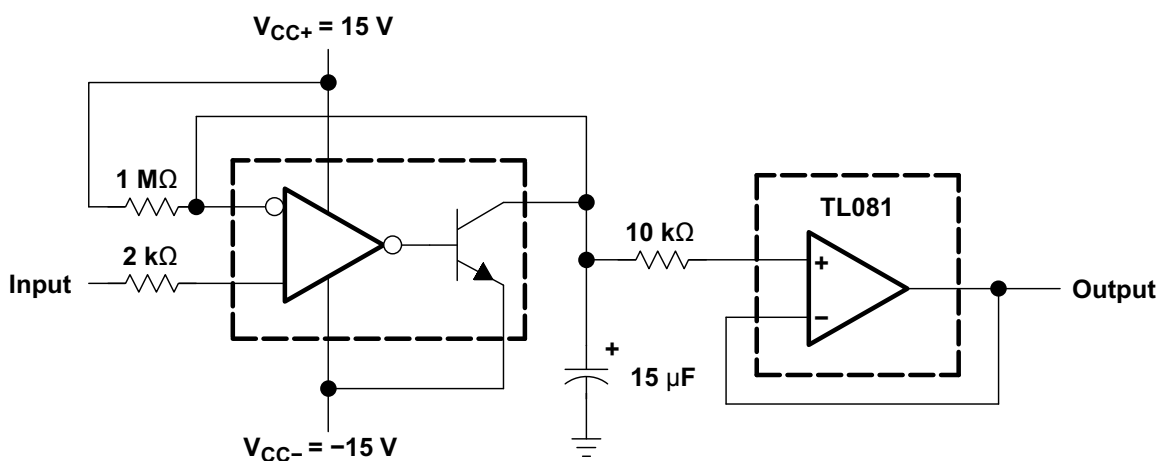 VCC+ = 15 V
1 MΩ
2 kΩ
Input
TL081
10 kΩ
+
−
Output
+
15 µF
VCC− = −15 V